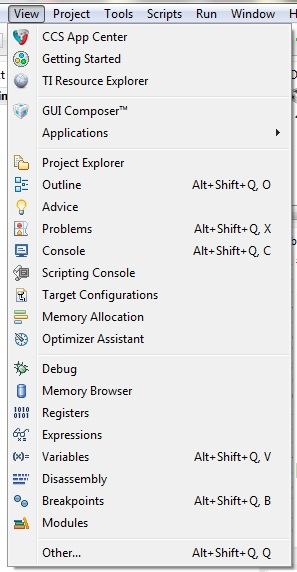 View Project Tools Scripts Run Window
CCS App Center
Getting Started
TI Resource Explorer
GUI Composer™
Applications
Project Explorer
Outline Alt+Shift+Q, O
Advice
Problems Alt+Shift+Q, X
Console Alt+Shift+Q, C
Scripting Console
Target Configurations
Memory Allocation
Optimizer Assistant
Debug
Memory Browser
1010
0101
Registers
Expressions
(x)= Variables Alt+Shift+Q, V
Disassembly
Breakpoints Alt+Shift+Q, B
Modules
Other... Alt+Shift+Q, Q